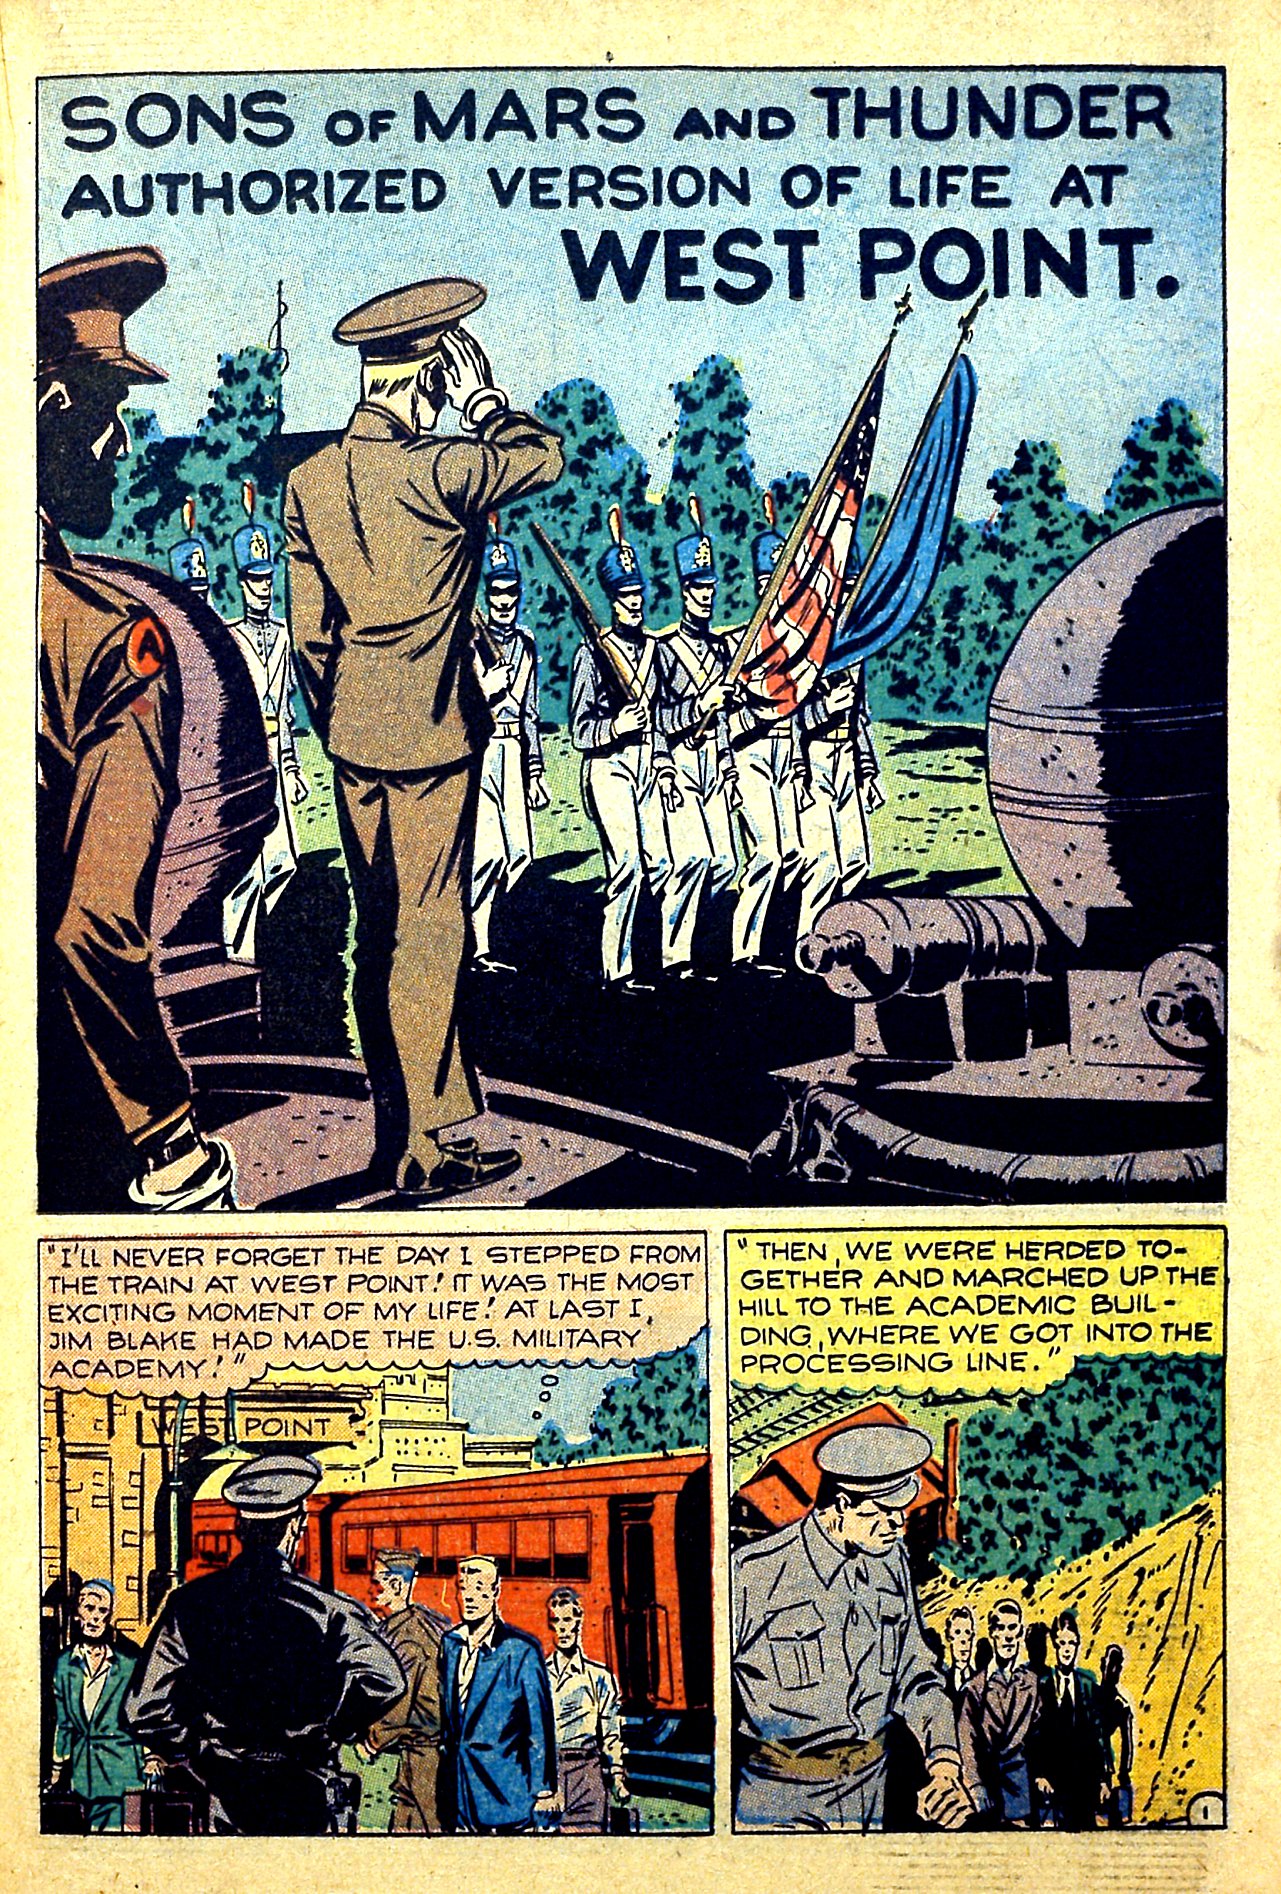 SONS OF MARS AND THUNDER
AUTHORIZED VERSION OF LIFE AT
WEST POINT.
A
"I'LL NEVER FORGET THE DAY I STEPPED FROM
THE TRAIN AT WEST POINT! IT WAS THE MOST
EXCITING MOMENT OF MY LIFE! AT LAST I,
JIM BLAKE HAD MADE THE U.S. MILITARY
ACADEMY!"
WEST POINT
"THEN, WE WERE HERDED TO-
GETHER AND MARCHED UP THE
HILL TO THE ACADEMIC BUIL-
DING, WHERE WE GOT INTO THE
PROCESSING LINE."
1